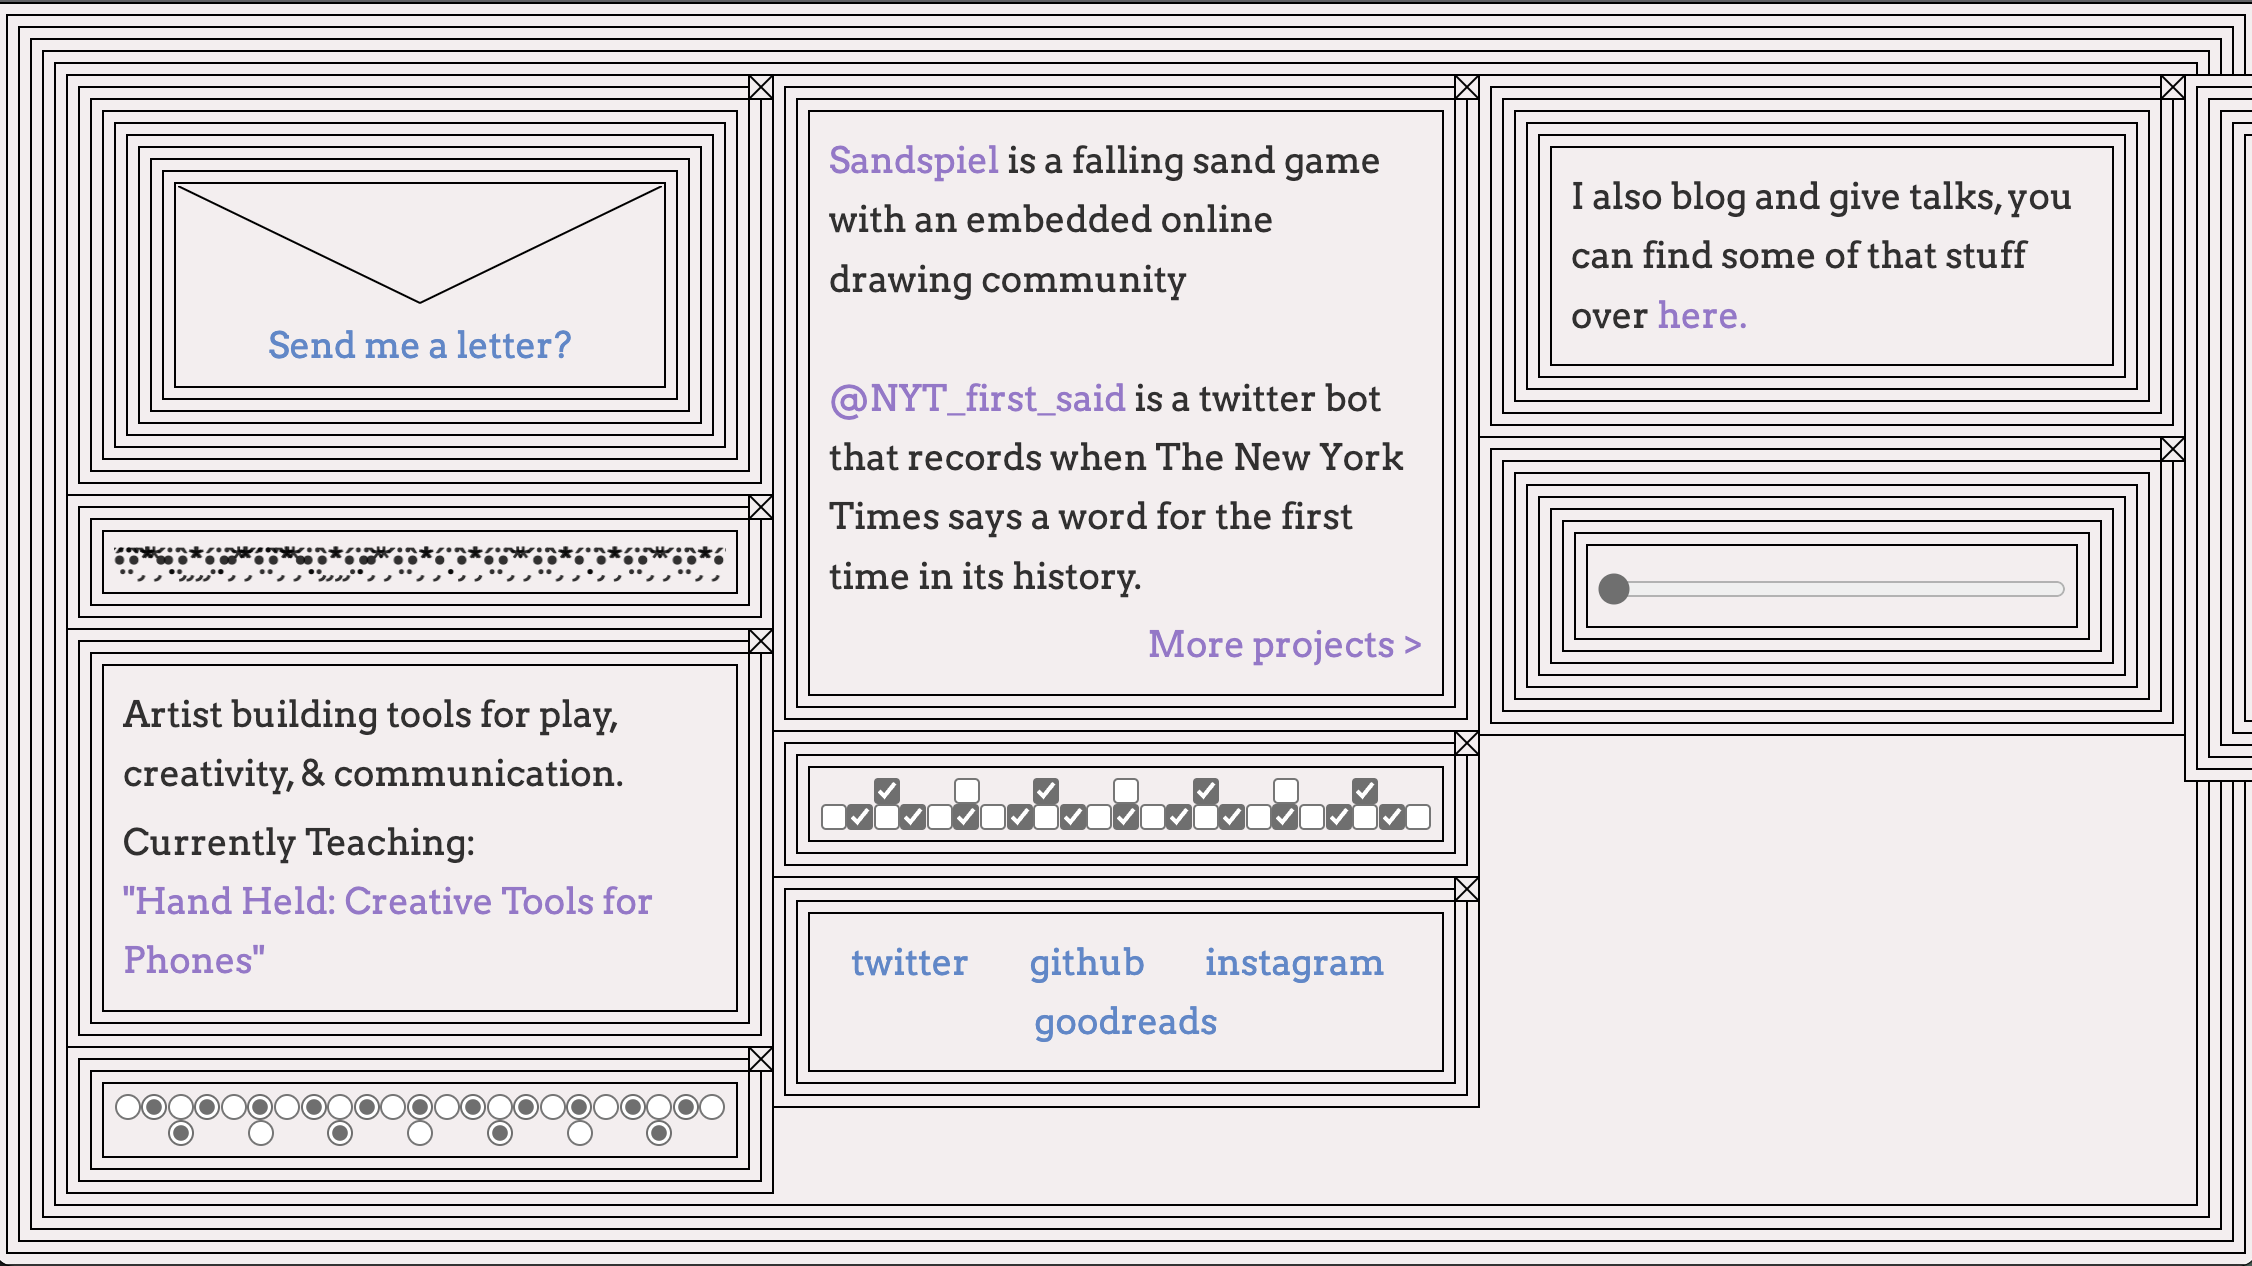 Send me a letter?
Artist building tools for play,
creativity, & communication.
Currently Teaching:
"Hand Held: Creative Tools for
Phones"
Sandspiel is a falling sand game
with an embedded online
drawing community
@NYT_first_said is a twitter bot
that records when The New York
Times says a word for the first
time in its history.
More projects >
twitter github instagram
goodreads
I also blog and give talks, you
can find some of that stuff
over here.